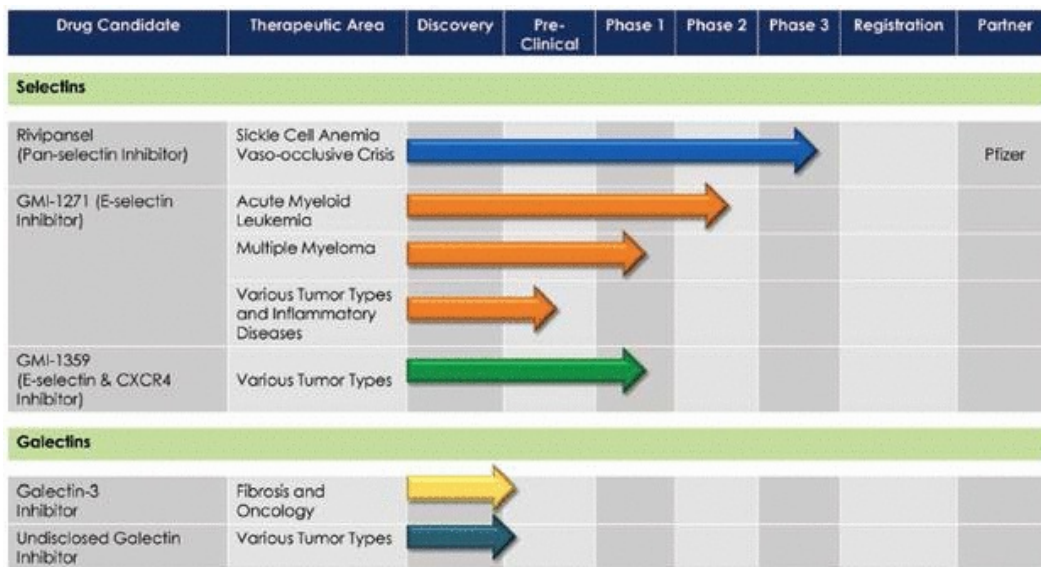 Drug Candidate
Therapeutic Area
Discovery
Pre-
Clinical
Phase 1
Phase 2
Phase 3
Registration
Partner
Selectins
Rivipansel
(Pan-selectin Inhibitor)
Sickle Cell Anemia
Vaso-occlusive Crisis
Pfizer
GMI-1271 (E-selectin
Inhibitor)
Acute Myeloid
Leukemia
Multiple Myeloma
Various Tumor Types
and Inflammatory
Diseases
GMI-1359
(E-selectin & CXCR4
Inhibitor)
Various Tumor Types
Galectins
Galectin-3
Inhibitor
Fibrosis and
Oncology
Undisclosed Galectin
Inhibitor
Various Tumor Types